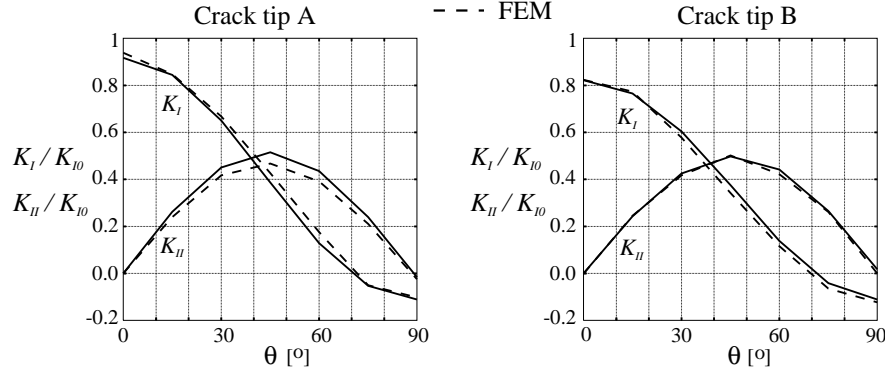 Crack tip A
FEM
Crack tip B
1
0.8
0.6
0.4
0.2
0.0
-0.2
K_I / K_I0
K_II / K_I0
K_I
K_II
0 30 60 90
θ [º]
1
0.8
0.6
0.4
0.2
0.0
-0.2
K_I / K_I0
K_II / K_I0
K_I
K_II
0 30 60 90
θ [º]